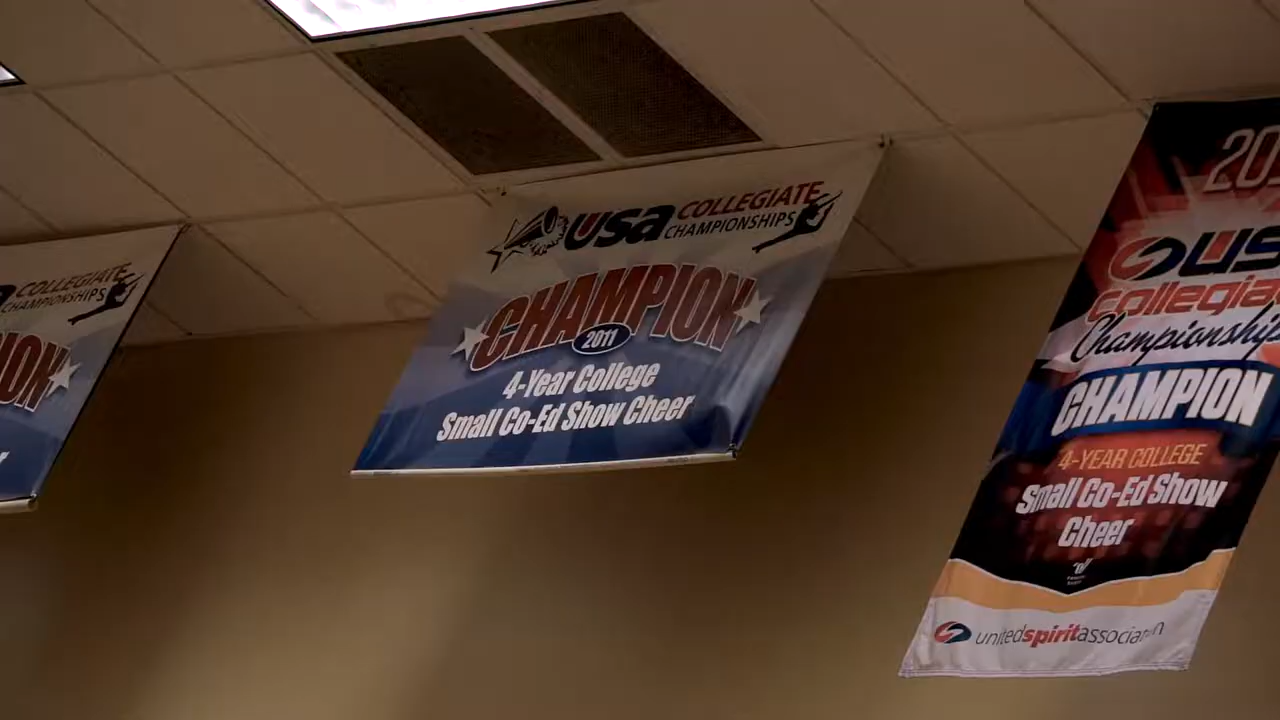 COLLEGIATE
CHAMPIONSHIPS
USA COLLEGIATE
CHAMPIONSHIPS
CHAMPION
2011
4-Year College
Small Co-Ed Show Cheer
Championships
CHAMPION
4-YEAR COLLEGE
Small Co-Ed Show
Cheer
unitedspiritassociation